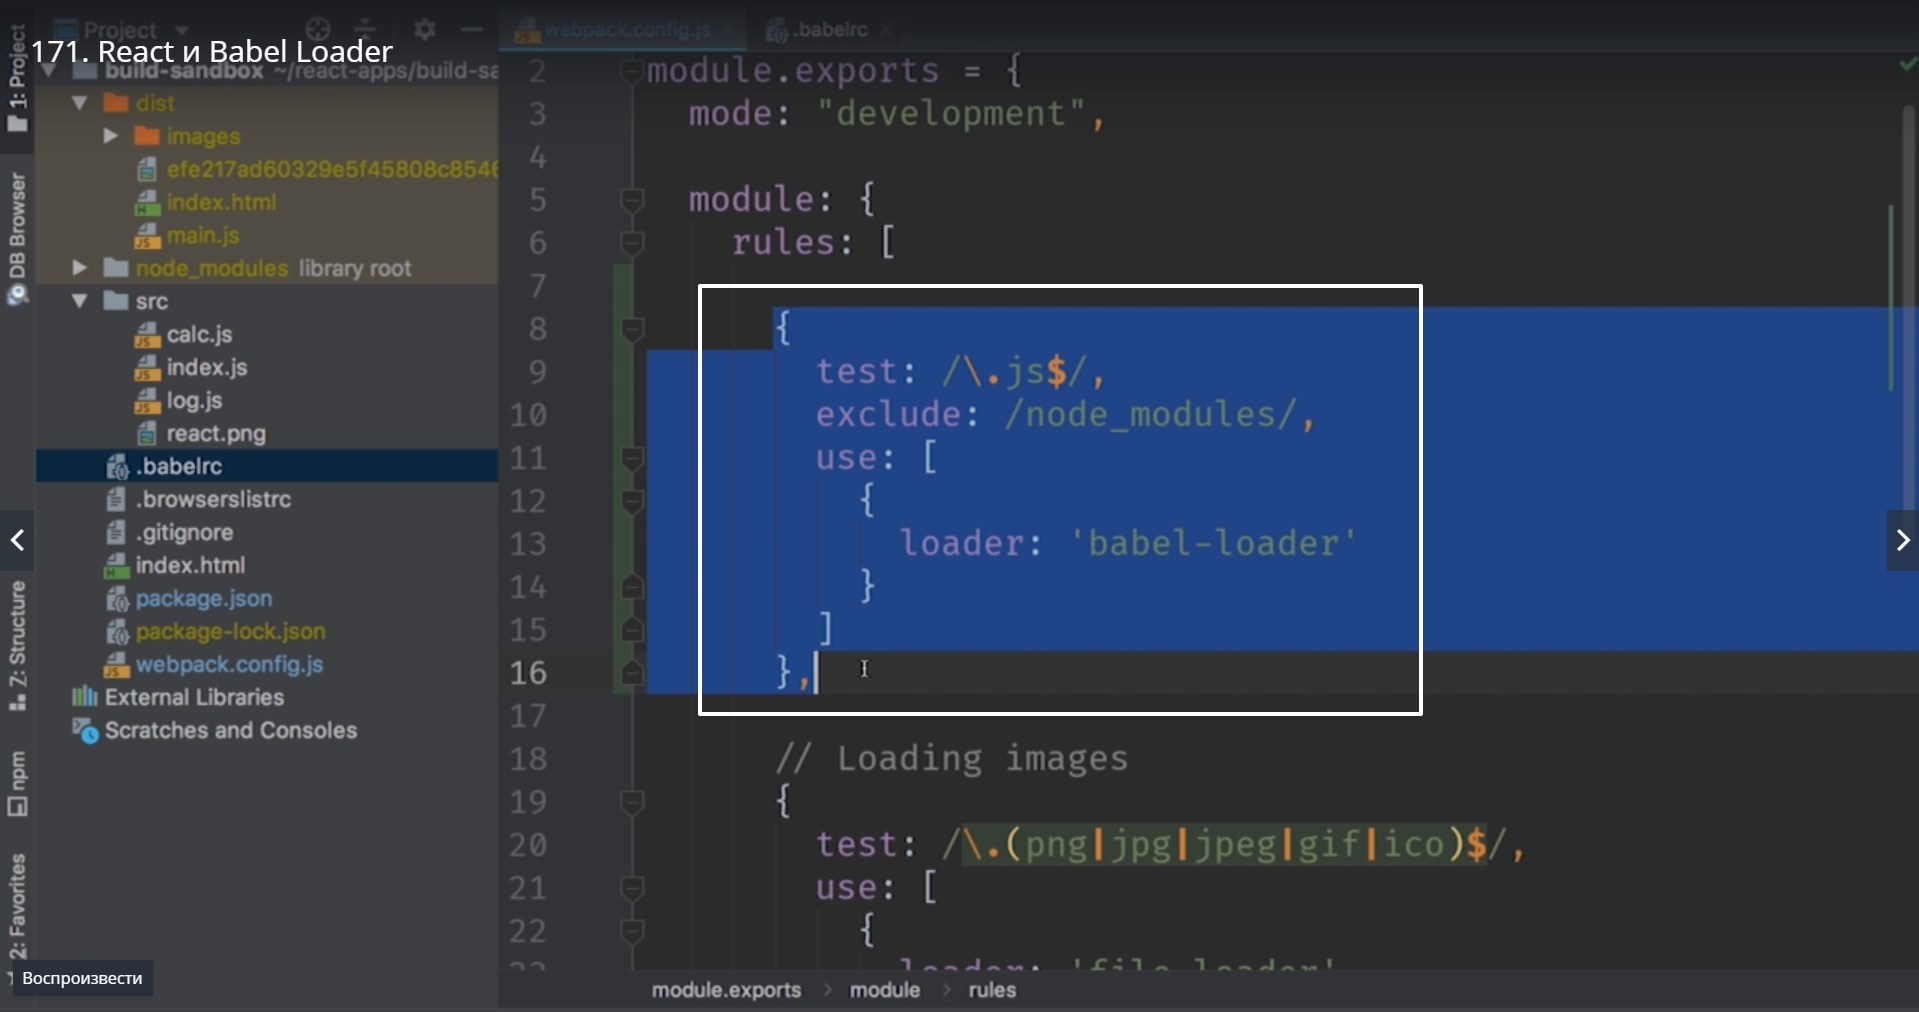 171. React и Babel Loader
1: Project
DB Browser
Z: Structure
npm
2: Favorites
Project
build-sandbox ~/react-apps/build-sa
dist
images
efe217ad60329e5f45808c8546
index.html
main.js
node_modules library root
src
calc.js
index.js
log.js
react.png
.babelrc
.browserslistrc
.gitignore
index.html
package.json
package-lock.json
webpack.config.js
External Libraries
Scratches and Consoles
Воспроизвести
webpack.config.js
.babelrc
2 module.exports = {
3 mode: "development",
4
5 module: {
6 rules: [
7
8 {
9 test: /\.js$/,
10 exclude: /node_modules/,
11 use: [
12 {
13 loader: 'babel-loader'
14 }
15 ]
16 },
17
18 // Loading images
19 {
20 test: /\.(png|jpg|jpeg|gif|ico)$/,
21 use: [
22 {
23 loader: 'file-loader'
module.exports > module > rules